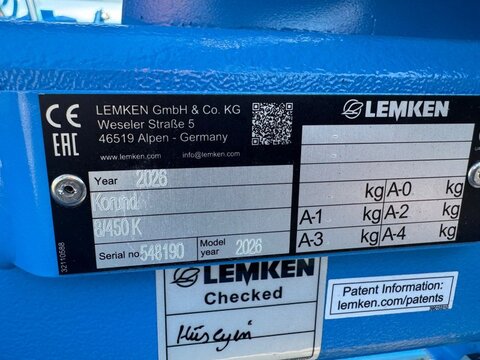 CE
EAC
LEMKEN GmbH & Co. KG
Weseler Straße 5
46519 Alpen - Germany
www.lemken.com info@lemken.com
LEMKEN
Year 2026
Korund
8/450 K
Serial no 548190 Model year 2026
kg A-0 kg
A-1 kg A-2 kg
A-3 kg A-4 kg
32110588
LEMKEN
Checked
Hüseyin
Patent Information:
lemken.com/patents